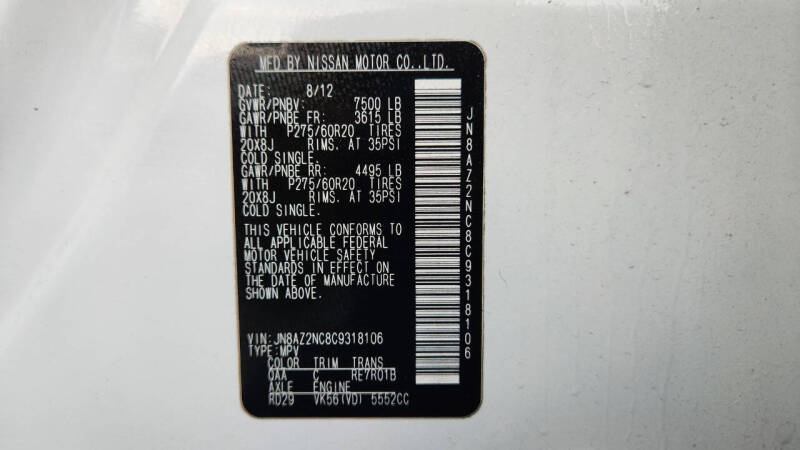 MFD BY NISSAN MOTOR CO.,LTD.
DATE: 8/12
GVWR/PNBV: 7500 LB
GAWR/PNBE FR: 3615 LB
WITH P275/60R20 TIRES
20X8J RIMS. AT 35PSI
COLD SINGLE.
GAWR/PNBE RR: 4495 LB
WITH P275/60R20 TIRES
20X8J RIMS. AT 35PSI
COLD SINGLE.
THIS VEHICLE CONFORMS TO
ALL APPLICABLE FEDERAL
MOTOR VEHICLE SAFETY
STANDARDS IN EFFECT ON
THE DATE OF MANUFACTURE
SHOWN ABOVE.
VIN:JN8AZ2NC8C9318106
TYPE:MPV
COLOR TRIM TRANS
QAA C RE7R01B
AXLE ENGINE
RD29 VK56(VD) 5552CC
JN8AZ2NC8C9318106